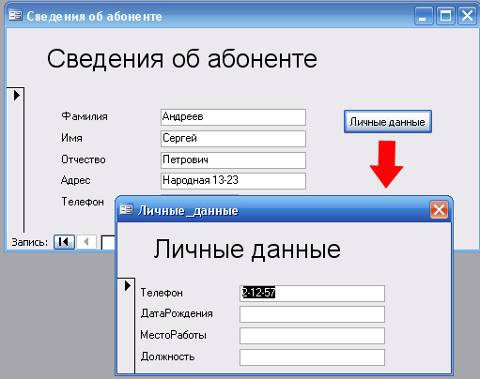 Сведения об абоненте
Сведения об абоненте
Фамилия Андреев
Личные данные
Имя Сергей
Отчество Петрович
Адрес Народная 13-23
Телефон
Запись:
Личные_данные
Личные данные
Телефон 2-12-57
ДатаРождения
МестоРаботы
Должность